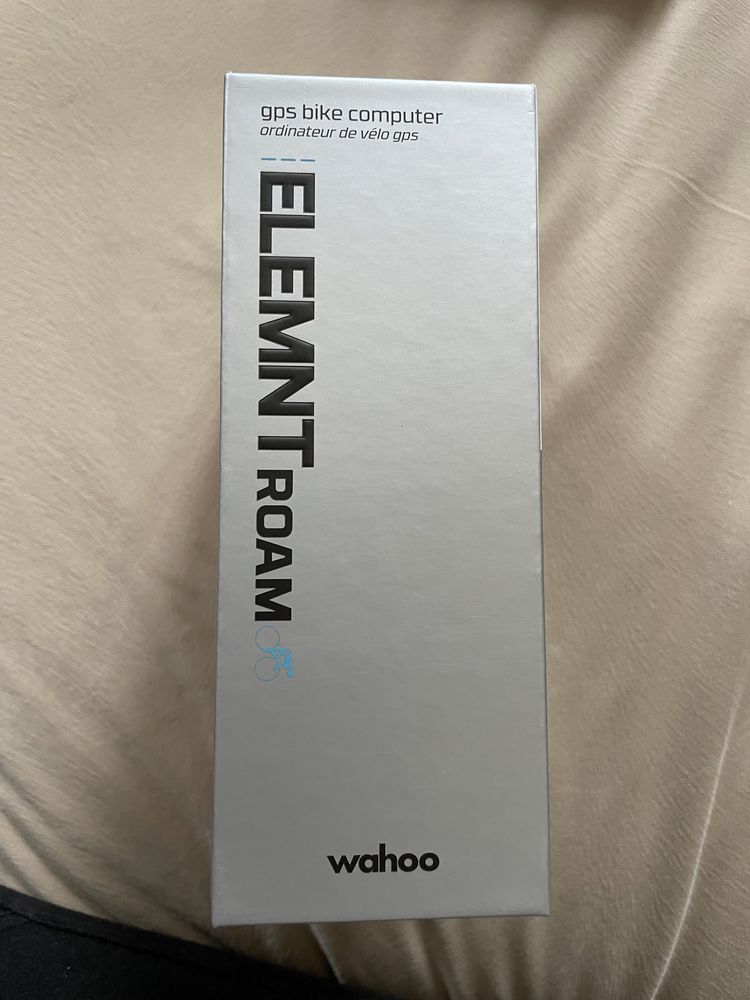 gps bike computer
ordinateur de vélo gps
ELEMNT ROAM
wahoo